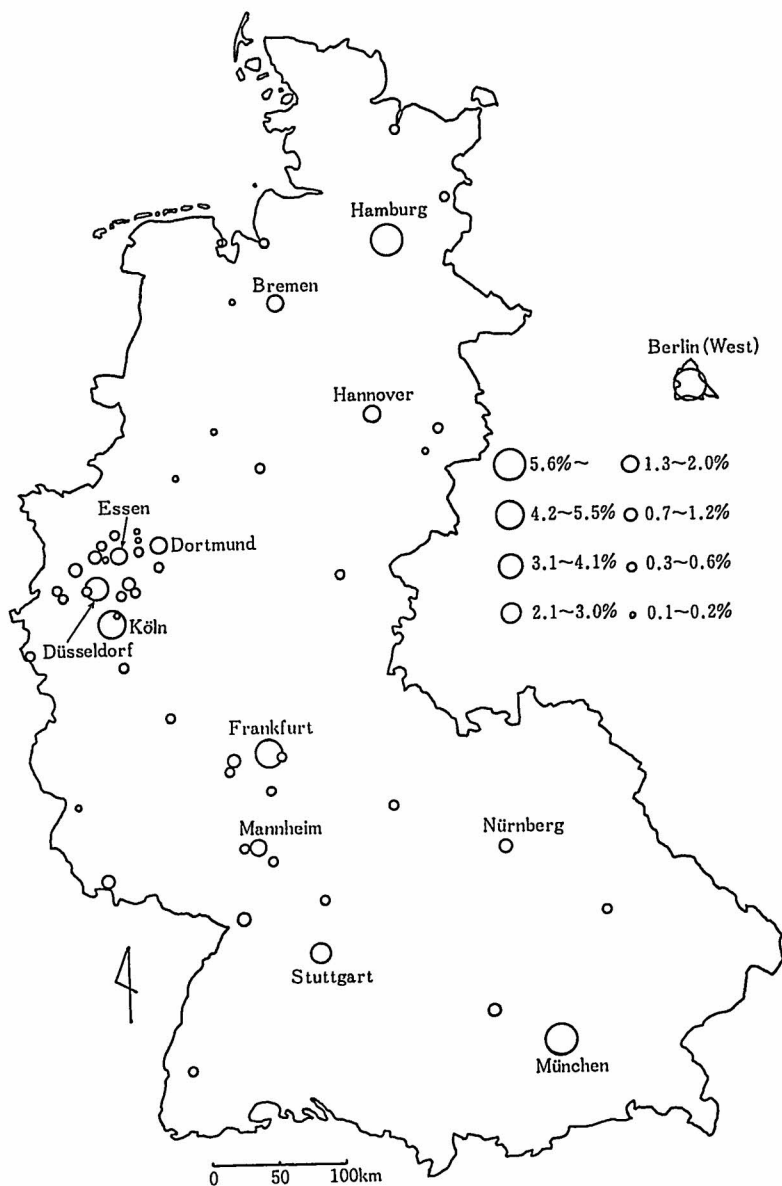 Hamburg
Bremen
Berlin (West)
Hannover
5.6%~ 1.3~2.0%
Essen
4.2~5.5% 0.7~1.2%
Dortmund
3.1~4.1% 0.3~0.6%
Köln
2.1~3.0% 0.1~0.2%
Düsseldorf
Frankfurt
Mannheim
Nürnberg
Stuttgart
München
0 50 100km